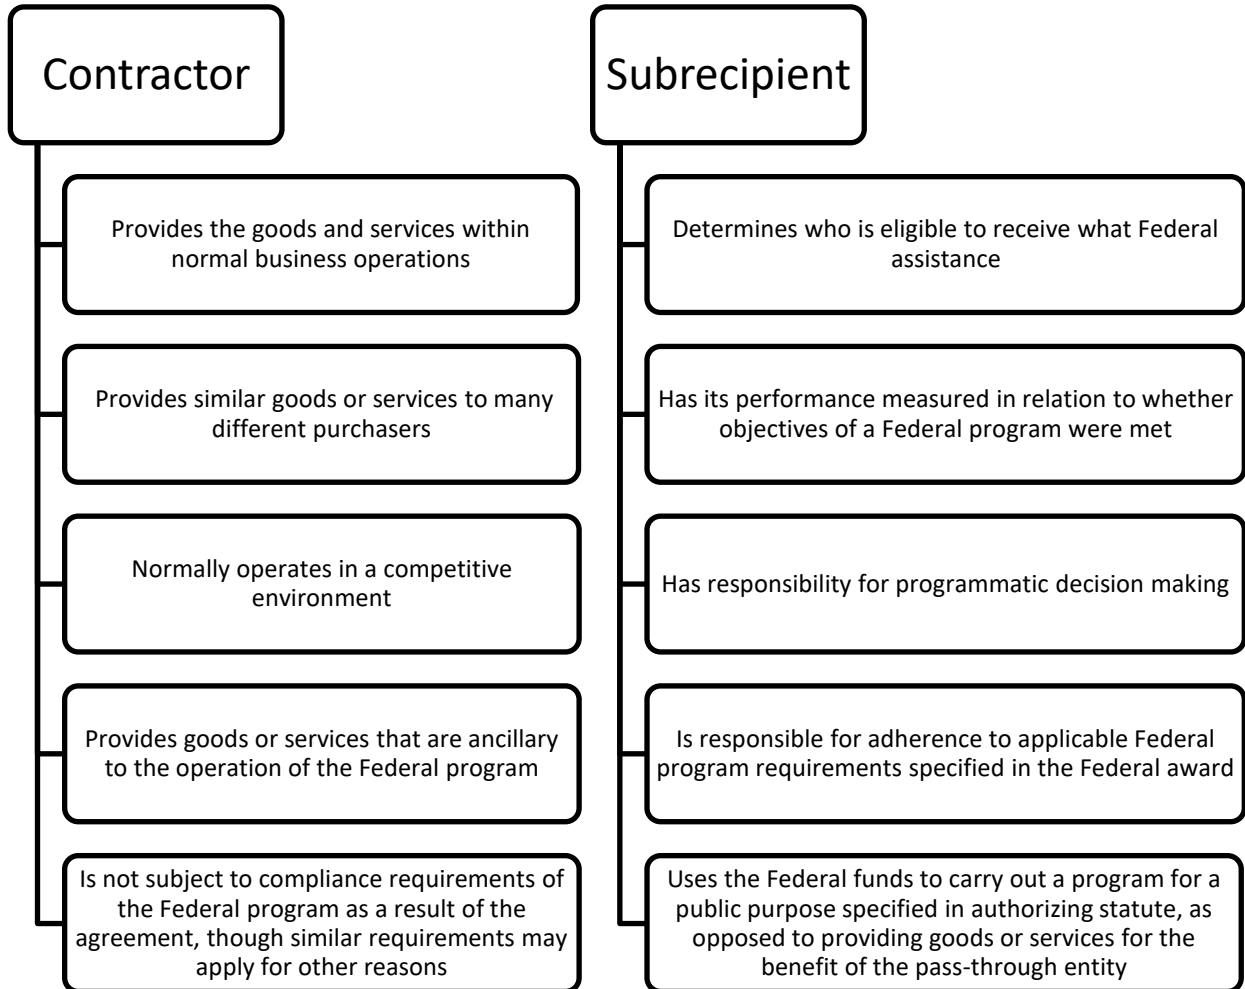 Contractor
Provides the goods and services within
normal business operations
Provides similar goods or services to many
different purchasers
Normally operates in a competitive
environment
Provides goods or services that are ancillary
to the operation of the Federal program
Is not subject to compliance requirements of
the Federal program as a result of the
agreement, though similar requirements may
apply for other reasons
Subrecipient
Determines who is eligible to receive what Federal
assistance
Has its performance measured in relation to whether
objectives of a Federal program were met
Has responsibility for programmatic decision making
Is responsible for adherence to applicable Federal
program requirements specified in the Federal award
Uses the Federal funds to carry out a program for a
public purpose specified in authorizing statute, as
opposed to providing goods or services for the
benefit of the pass-through entity